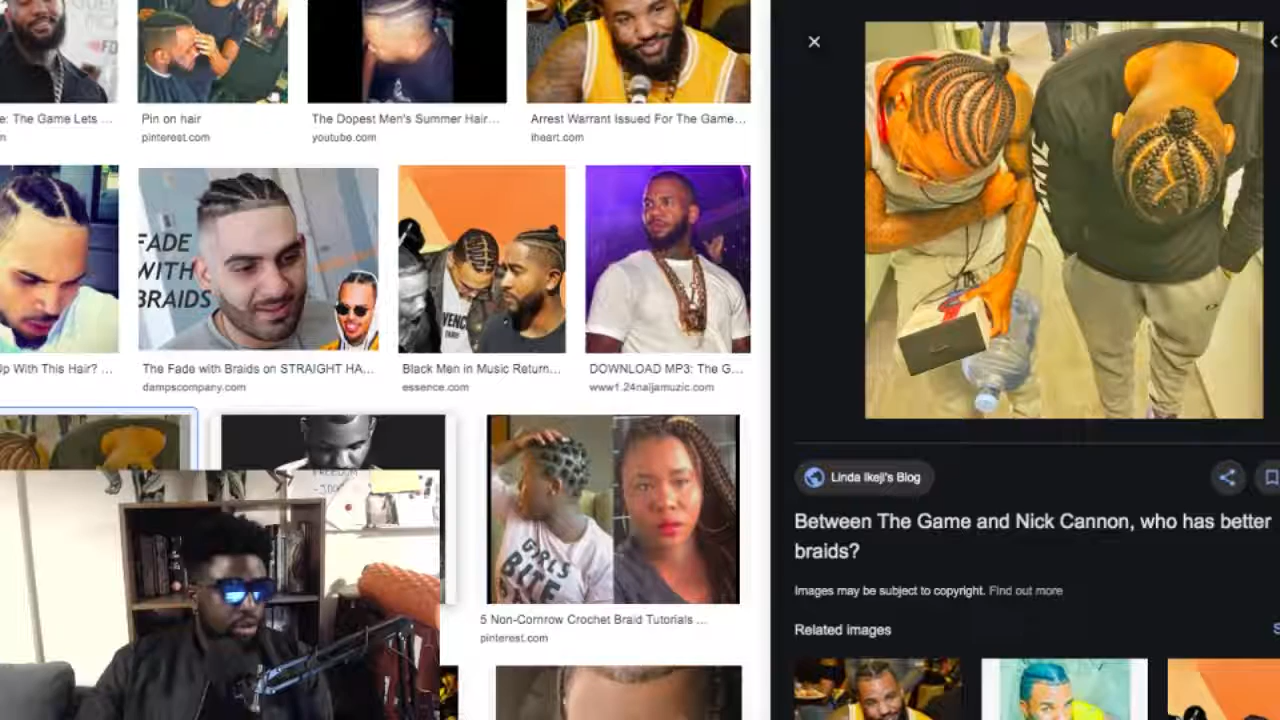 e: The Game Lets ...
Pin on hair
pinterest.com
The Dopest Men's Summer Hair...
youtube.com
Arrest Warrant Issued For The Game...
iheart.com
FADE
WITH
BRAIDS
Up With This Hair? ...
The Fade with Braids on STRAIGHT HA...
dampscompany.com
Black Men in Music Return...
essence.com
DOWNLOAD MP3: The G...
www1.24naijamuzic.com
GIRLS
BITE
5 Non-Cornrow Crochet Braid Tutorials ...
pinterest.com
Linda Ikeji's Blog
Between The Game and Nick Cannon, who has better
braids?
Images may be subject to copyright. Find out more
Related images
S